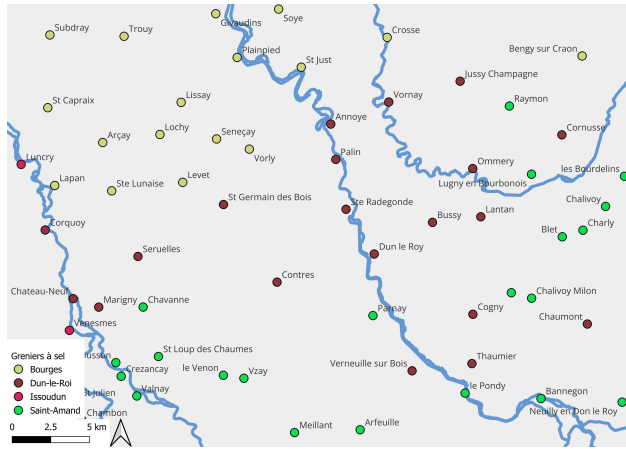 Soye
Givaudins
Subdray
Trouy
Crosse
Plainpied
Bengy sur Craon
St Just
Jussy Champagne
Vornay
Raymon
Lissay
St Capraix
Annoye
Lochy
Seneçay
Cornusse
Arçay
Vorly
Palin
Luncry
Ommery
les Bourdelins
Lapan
Levet
Ste Lunaise
Lugny en Bourbonois
St Germain des Bois
Ste Radegonde
Chalivoy
Lantan
Bussy
Corquoy
Charly
Blet
Dun le Roy
Seruelles
Contres
Chateau-Neuf
Chalivoy Milon
Marigny
Chavanne
Parnay
Cogny
Chaumont
Venesmes
St Loup des Chaumes
Greniers à sel
Bourges
Dun-le-Roi
Issoudun
Saint-Amand
Crezancay
le Venon
Vzay
Verneuille sur Bois
Thaumier
Valnay
le Pondy
Bannegon
St Julien
Neuilly en Don le Roy
Chambon
Meillant
Arfeuille
0 2.5 5 km